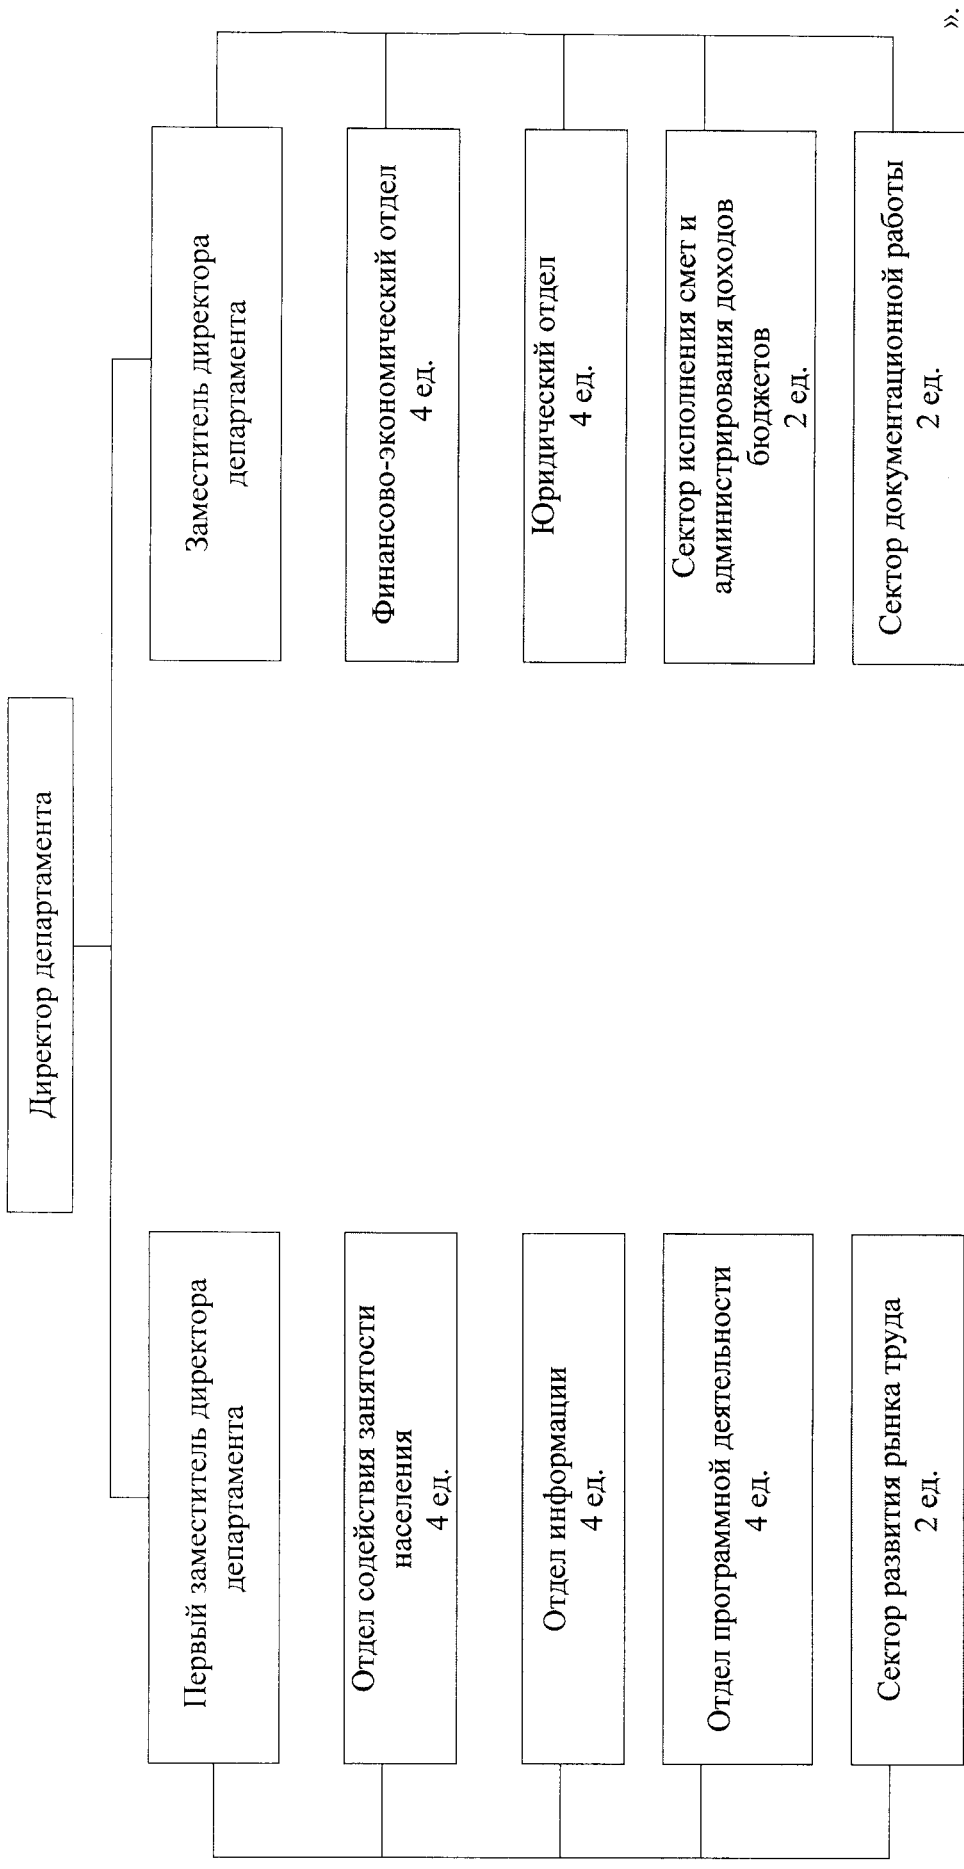 Директор департамента
Первый заместитель директора
департамента
Отдел содействия занятости
населения
4 ед.
Отдел информации
4 ед.
Отдел программной деятельности
4 ед.
Сектор развития рынка труда
2 ед.
Заместитель директора
департамента
Финансово-экономический отдел
4 ед.
Юридический отдел
4 ед.
Сектор исполнения смет и
администрирования доходов
бюджетов
2 ед.
Сектор документационной работы
2 ед.
».